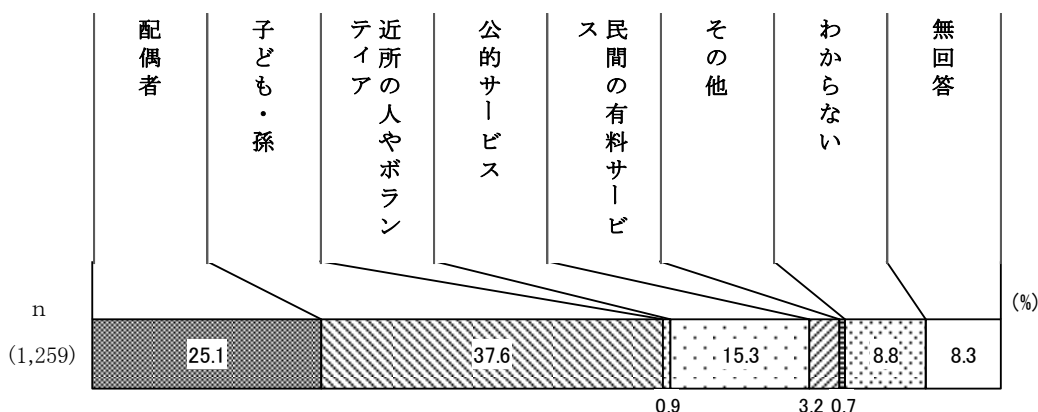 配偶者
子ども・孫
近所の人やボラン
ティア
公的サービス
民間の有料サービ
ス
その他
わからない
無回答
(%)
n
(1,259)
25.1
37.6
15.3
8.8
8.3
0.9
3.2
0.7